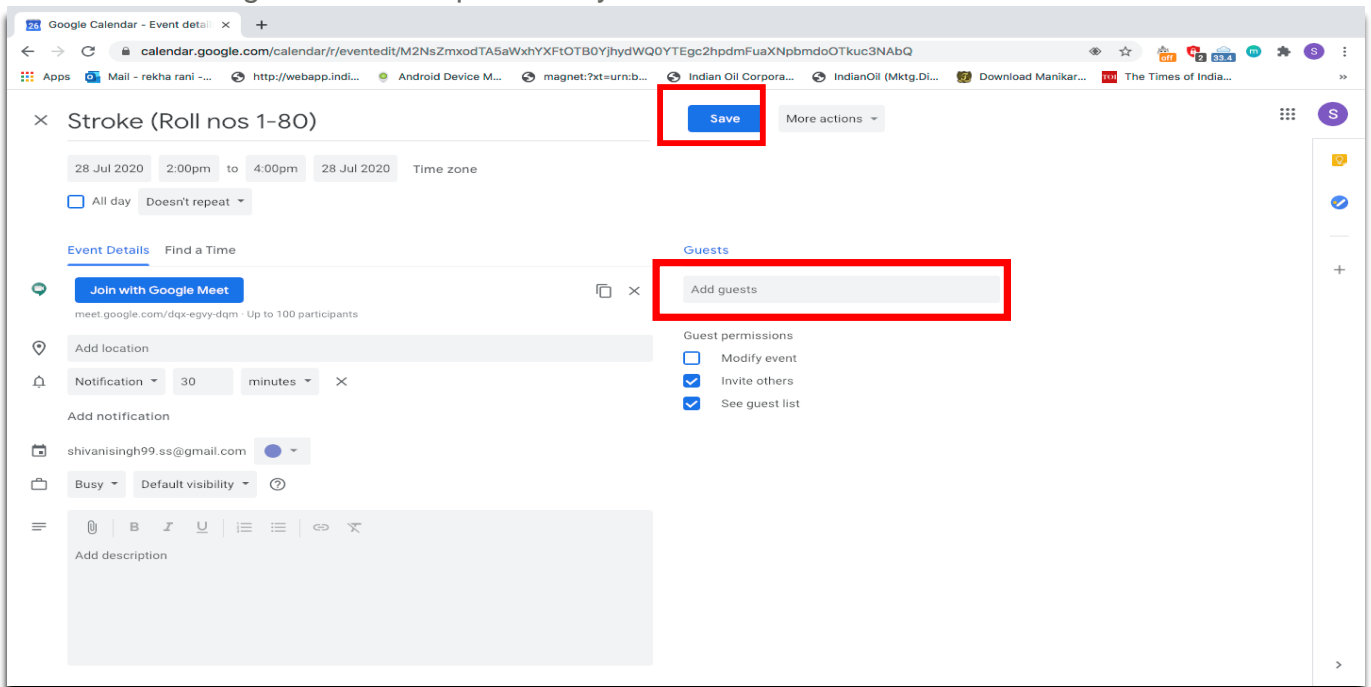 26 Google Calendar - Event detail × +
calendar.google.com/calendar/r/eventedit/M2NsZmxodTA5aWxhYXFtOTB0YjhydWQ0YTEgc2hpdmFuaXNpbmdoOTkuc3NAbQ off 2 33.4 m S
Apps Mail - rekha rani -... http://webapp.indi... Android Device M... magnet:?xt=urn:b... Indian Oil Corpora... IndianOil (Mktg.Di... Download Manikar... TOI The Times of India... »
× Stroke (Roll nos 1-80) Save More actions S
28 Jul 2020 2:00pm to 4:00pm 28 Jul 2020 Time zone
All day Doesn't repeat
Event Details Find a Time Guests
Join with Google Meet Add guests
meet.google.com/dqx-egvy-dqm · Up to 100 participants
Guest permissions
Add location Modify event
Notification 30 minutes × Invite others
Add notification See guest list
shivanisingh99.ss@gmail.com
Busy Default visibility ?
B I U
Add description